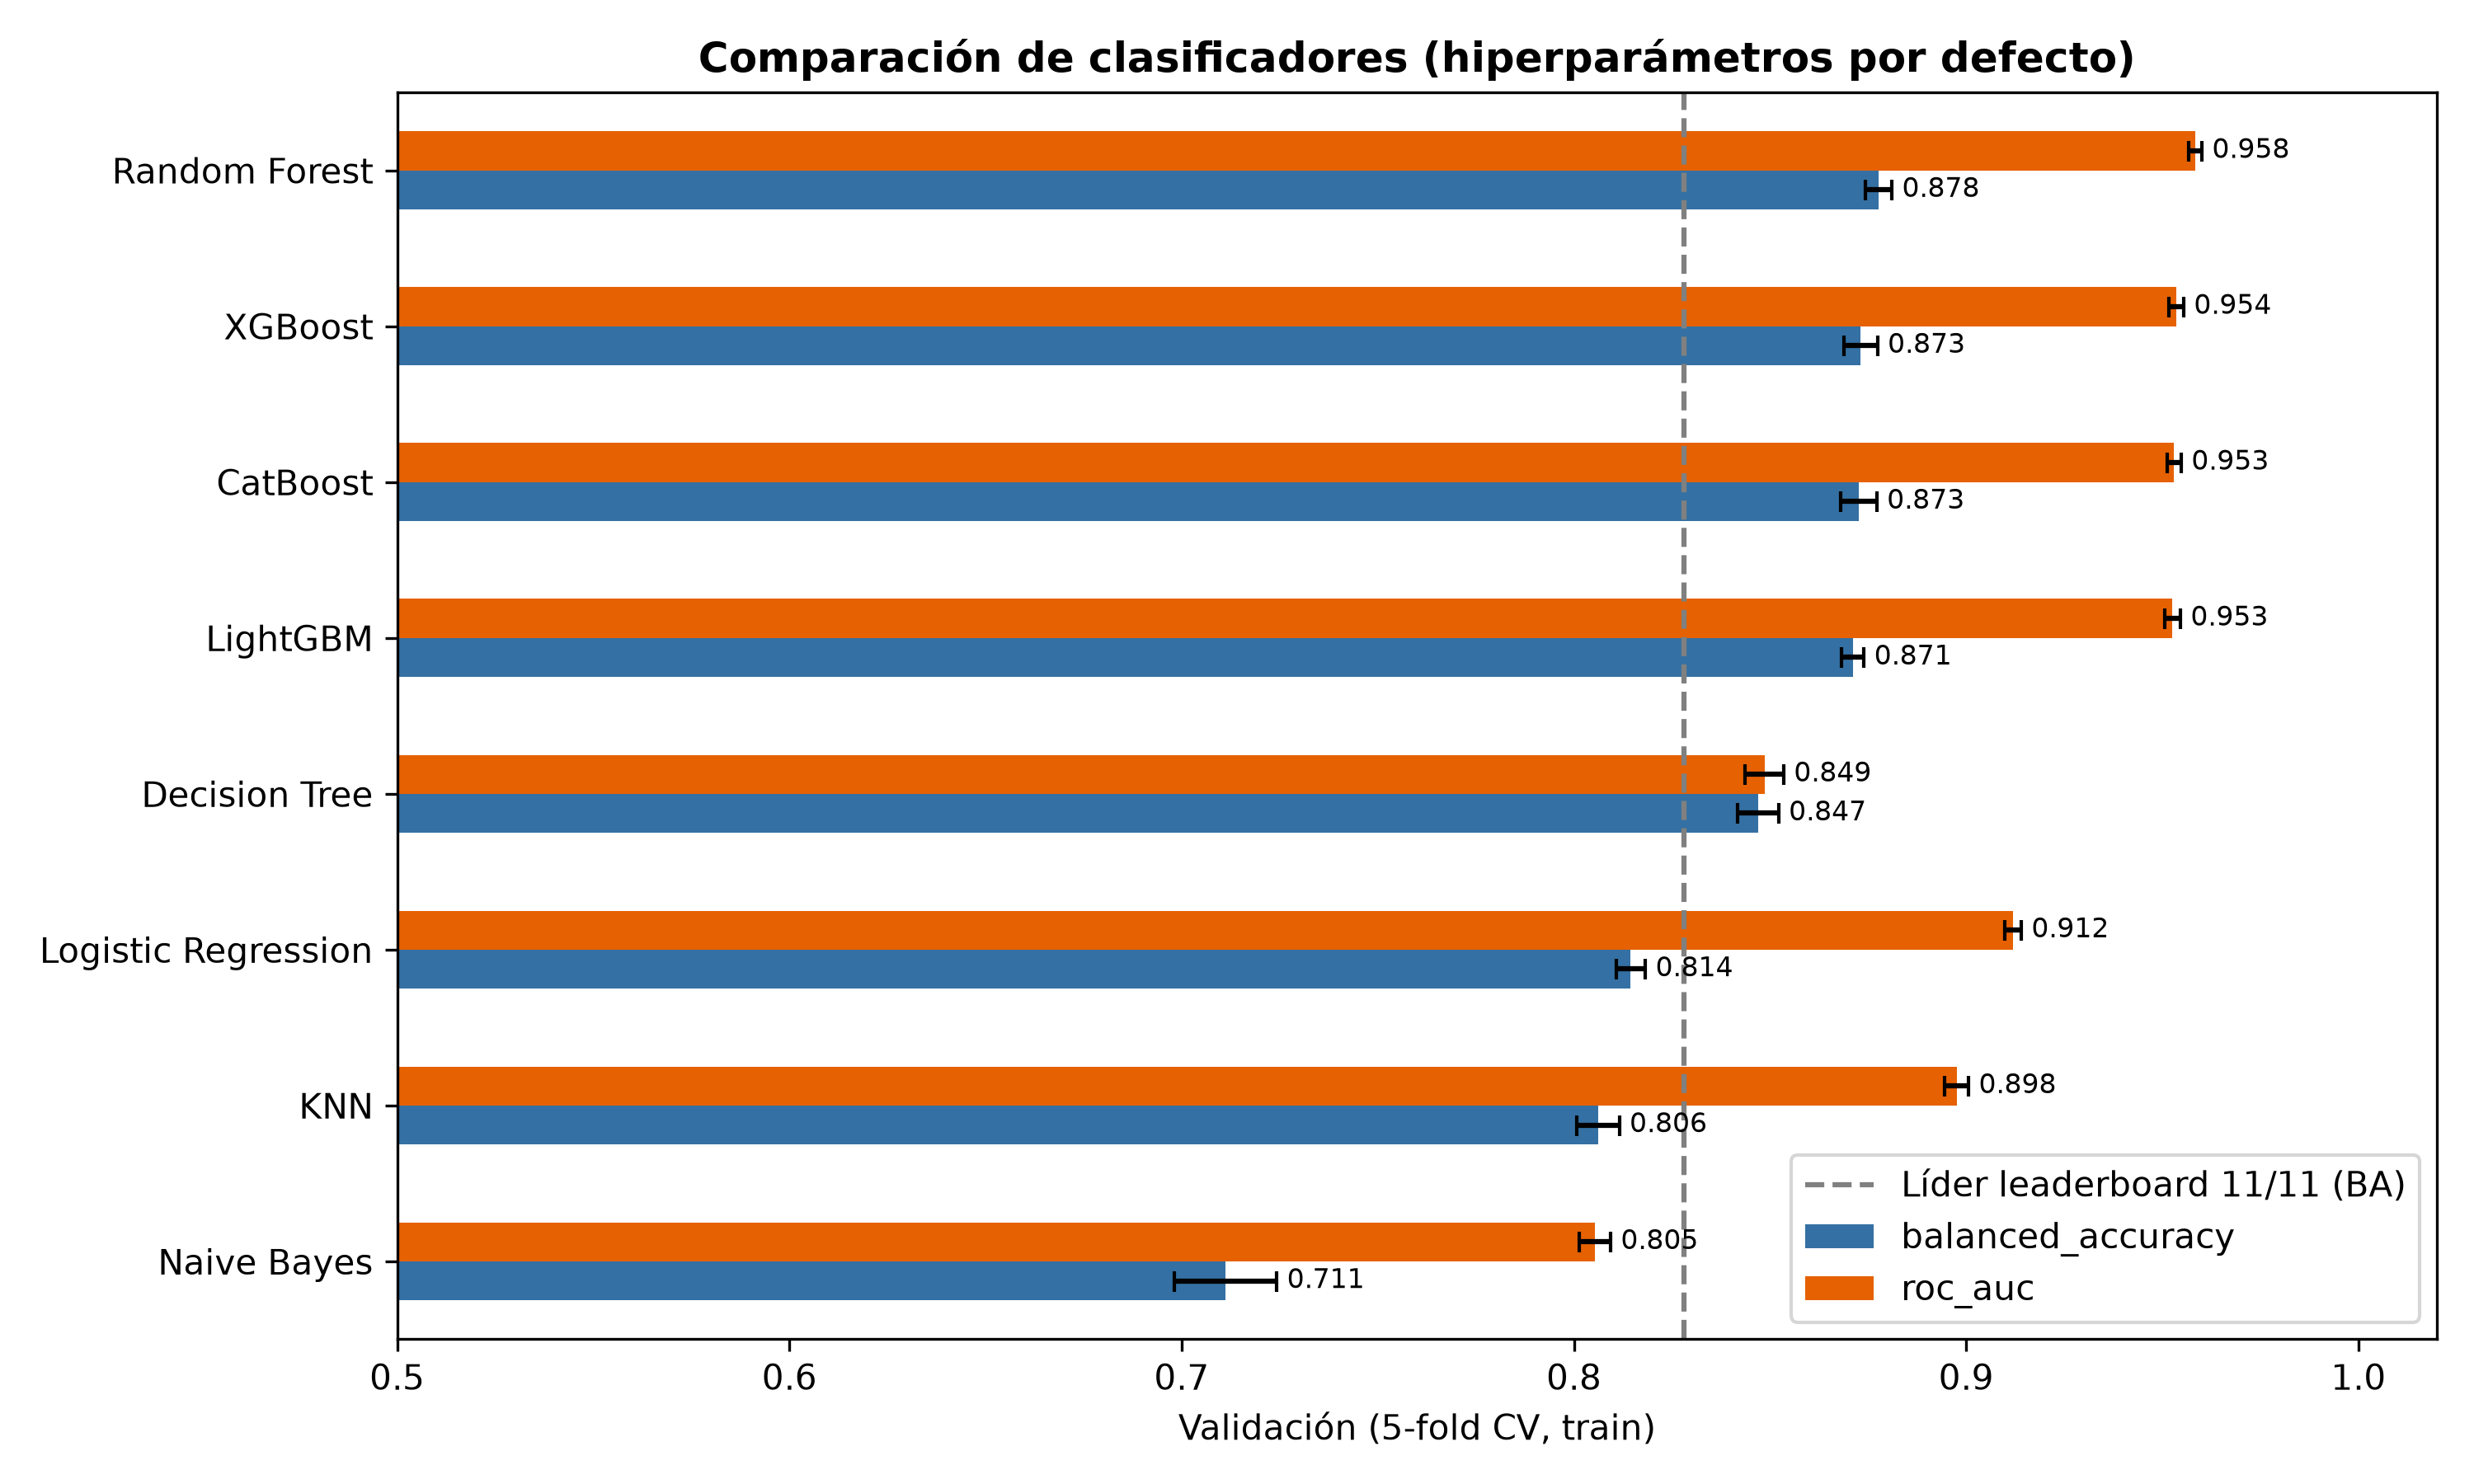 Comparación de clasificadores (hiperparámetros por defecto)
Random Forest
0.958
0.878
XGBoost
0.954
0.873
CatBoost
0.953
0.873
LightGBM
0.953
0.871
Decision Tree
0.849
0.847
Logistic Regression
0.912
0.814
KNN
0.898
0.806
Naive Bayes
0.805
0.711
Líder leaderboard 11/11 (BA)
balanced_accuracy
roc_auc
0.5 0.6 0.7 0.8 0.9 1.0
Validación (5-fold CV, train)